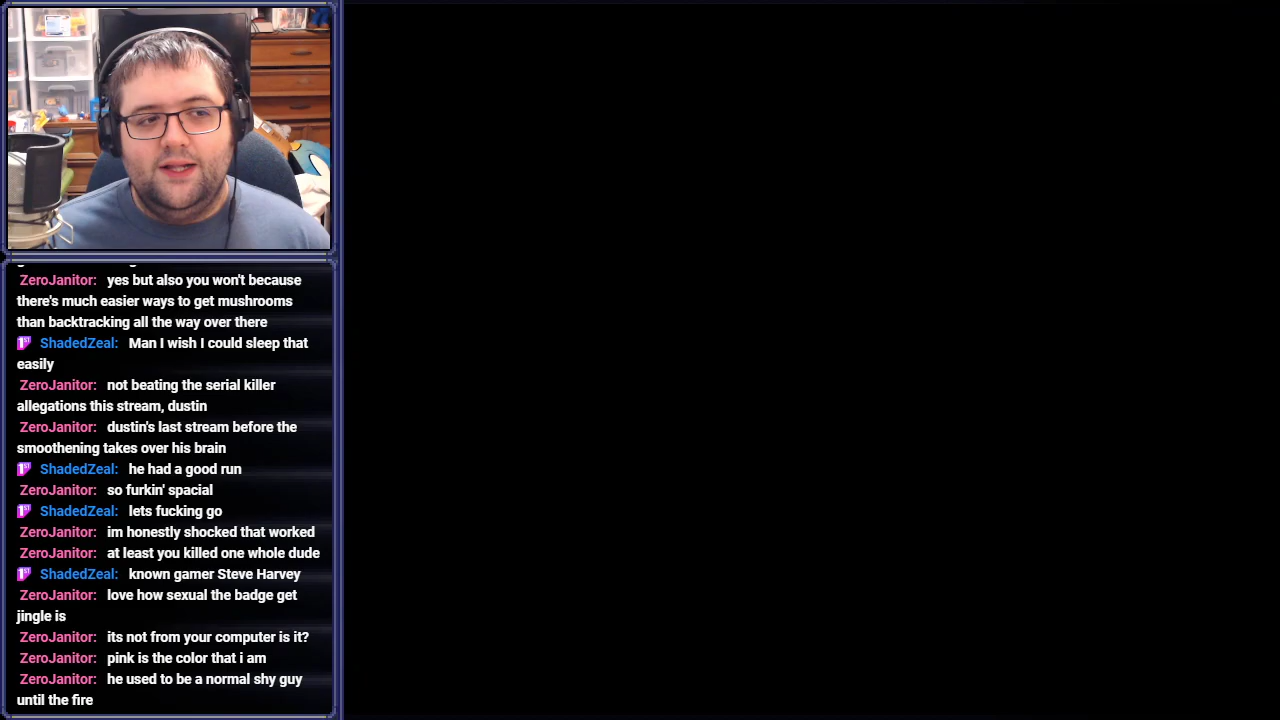 ZeroJanitor: yes but also you won't because
there's much easier ways to get mushrooms
than backtracking all the way over there
1ST ShadedZeal: Man I wish I could sleep that
easily
ZeroJanitor: not beating the serial killer
allegations this stream, dustin
ZeroJanitor: dustin's last stream before the
smoothening takes over his brain
1ST ShadedZeal: he had a good run
ZeroJanitor: so furkin' spacial
1ST ShadedZeal: lets fucking go
ZeroJanitor: im honestly shocked that worked
ZeroJanitor: at least you killed one whole dude
1ST ShadedZeal: known gamer Steve Harvey
ZeroJanitor: love how sexual the badge get
jingle is
ZeroJanitor: its not from your computer is it?
ZeroJanitor: pink is the color that i am
ZeroJanitor: he used to be a normal shy guy
until the fire